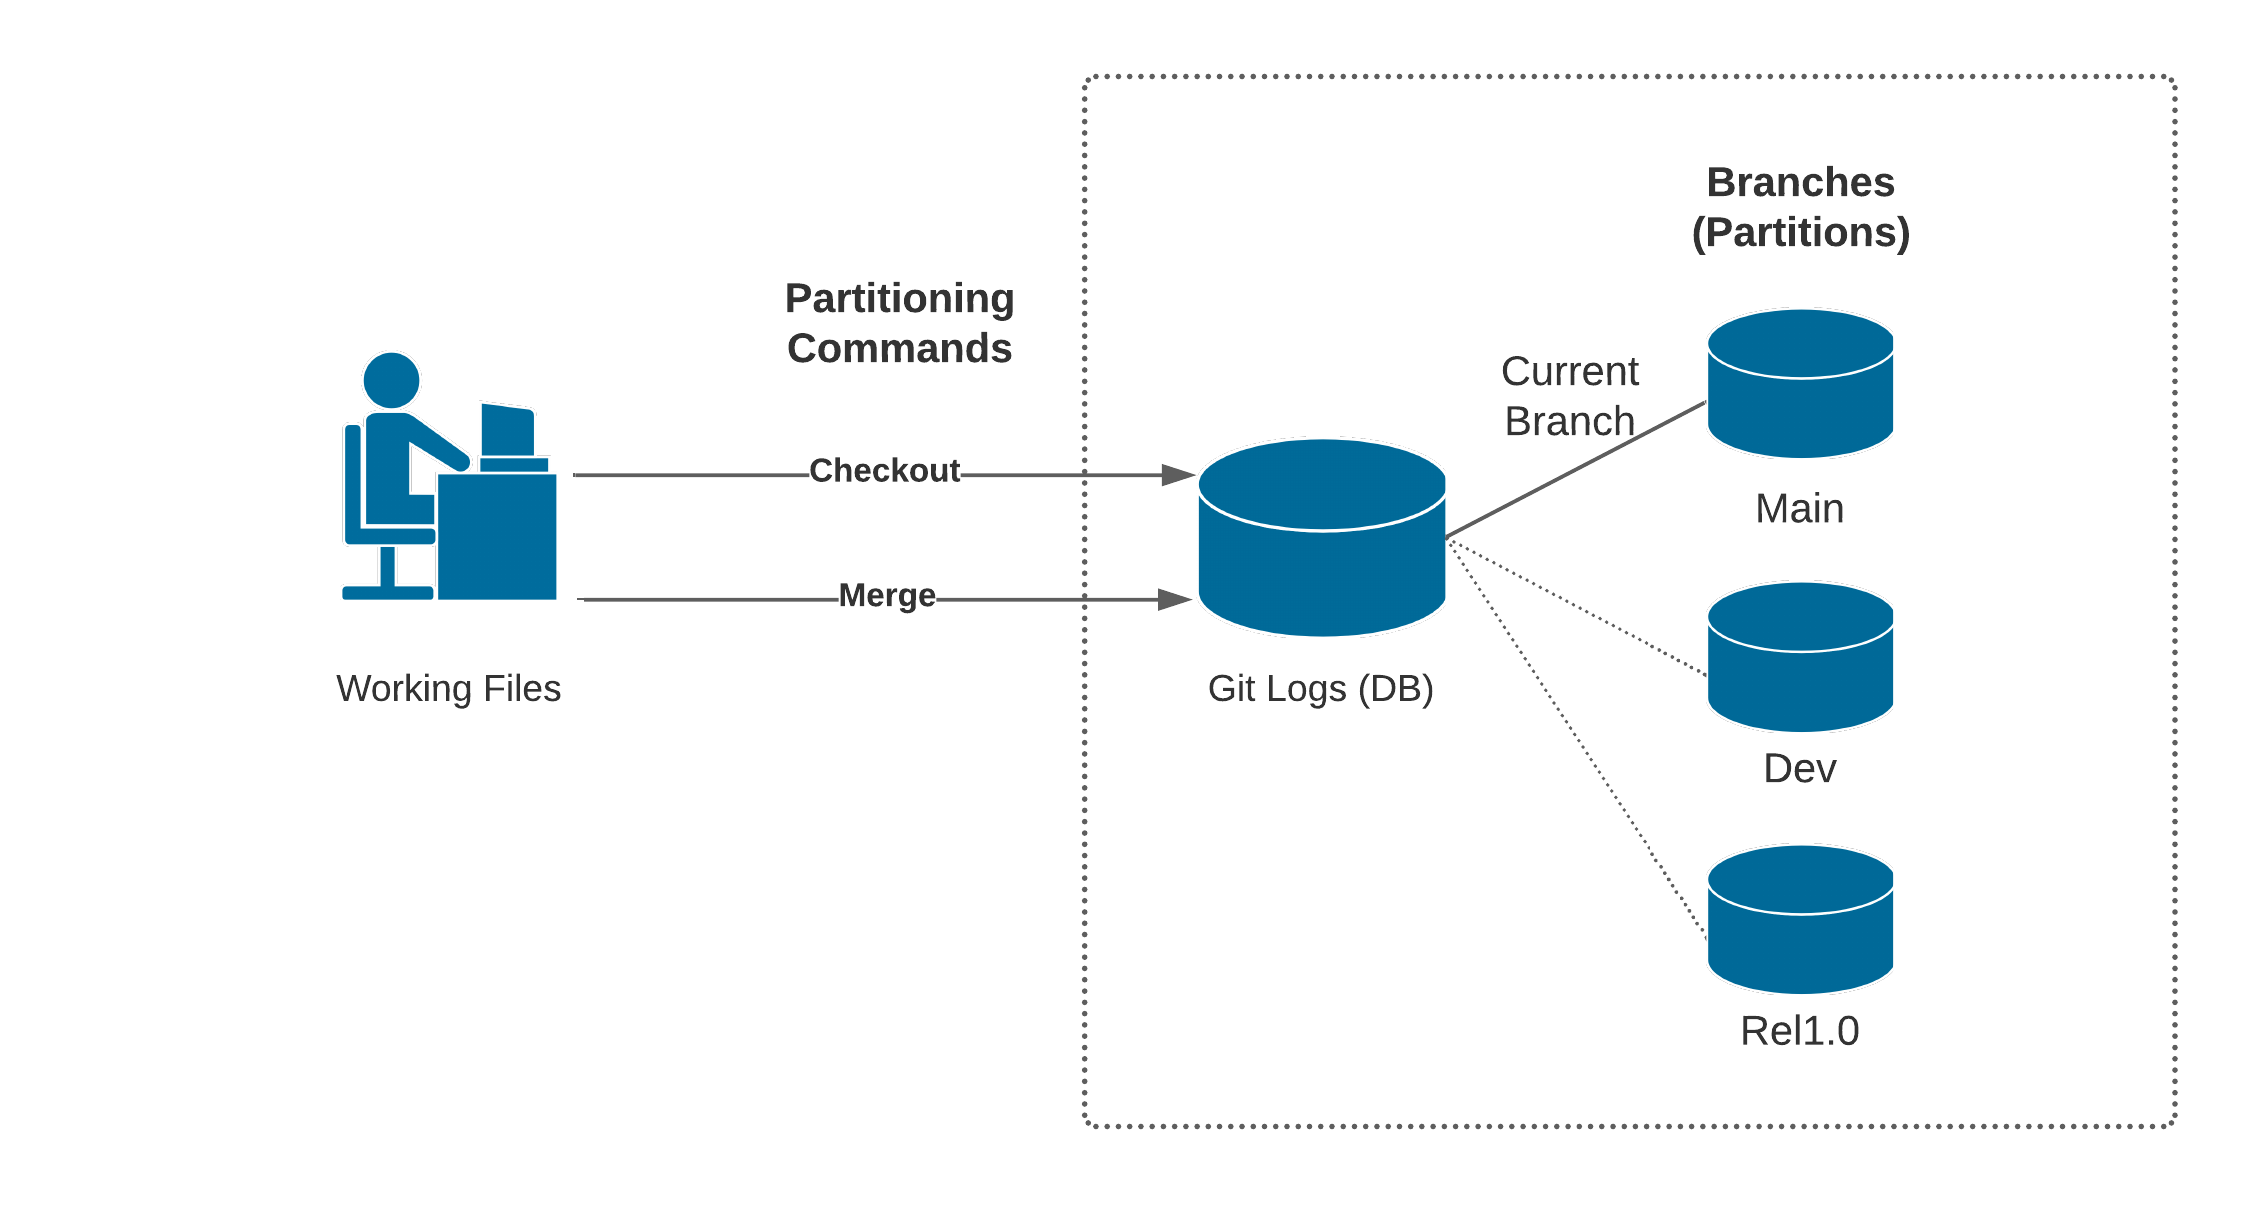 Branches
(Partitions)
Partitioning
Commands
Current
Branch
Checkout
Main
Merge
Working Files
Git Logs (DB)
Dev
Rel1.0